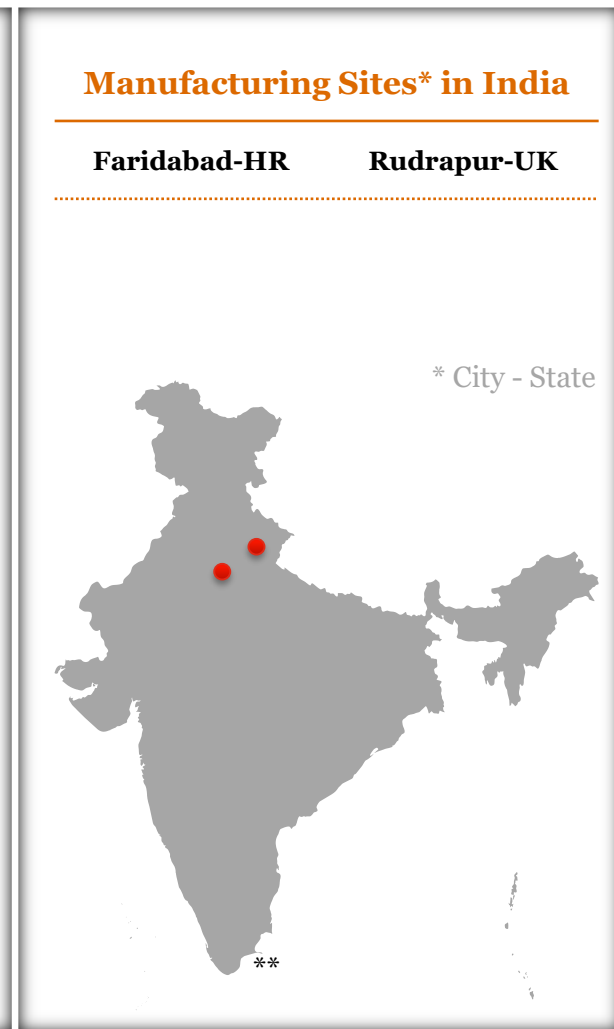 Manufacturing Sites* in India
Faridabad-HR Rudrapur-UK
* City - State
**